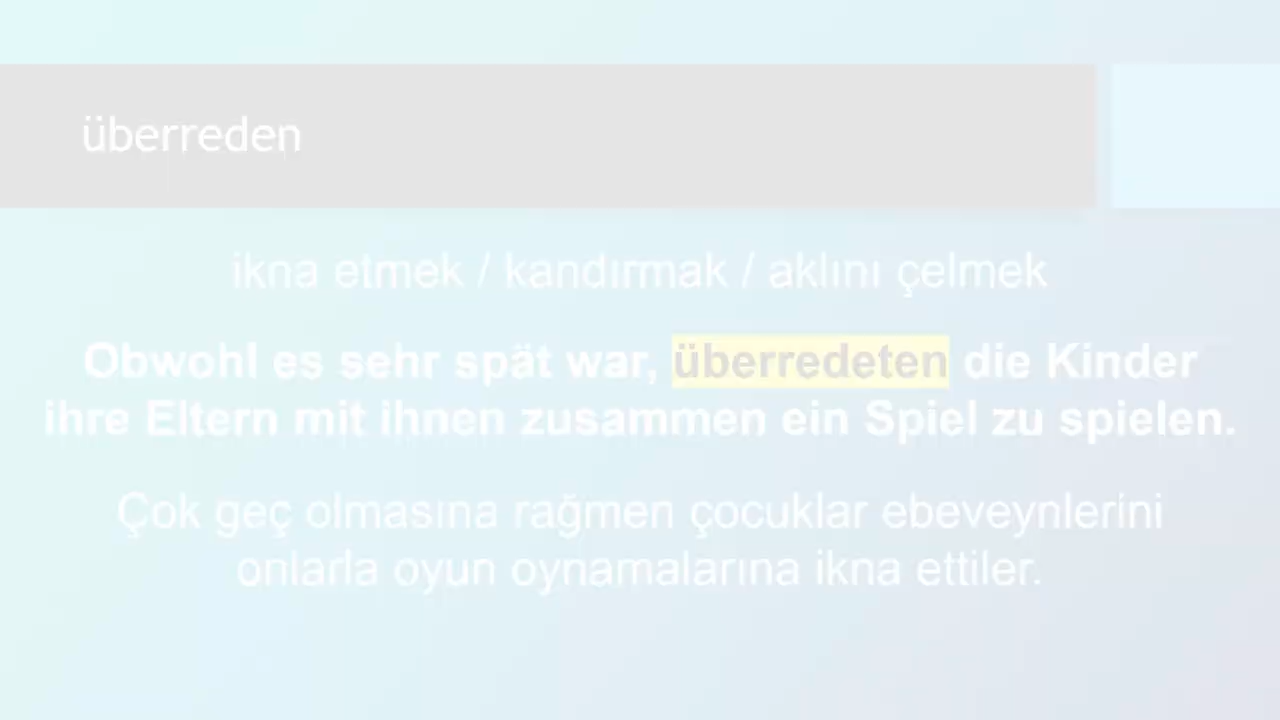 überreden
ikna etmek / kandırmak / aklını çelmek
Obwohl es sehr spät war, überredeten die Kinder
ihre Eltern mit ihnen zusammen ein Spiel zu spielen.
Çok geç olmasına rağmen çocuklar ebeveynlerini
onlarla oyun oynamalarına ikna ettiler.